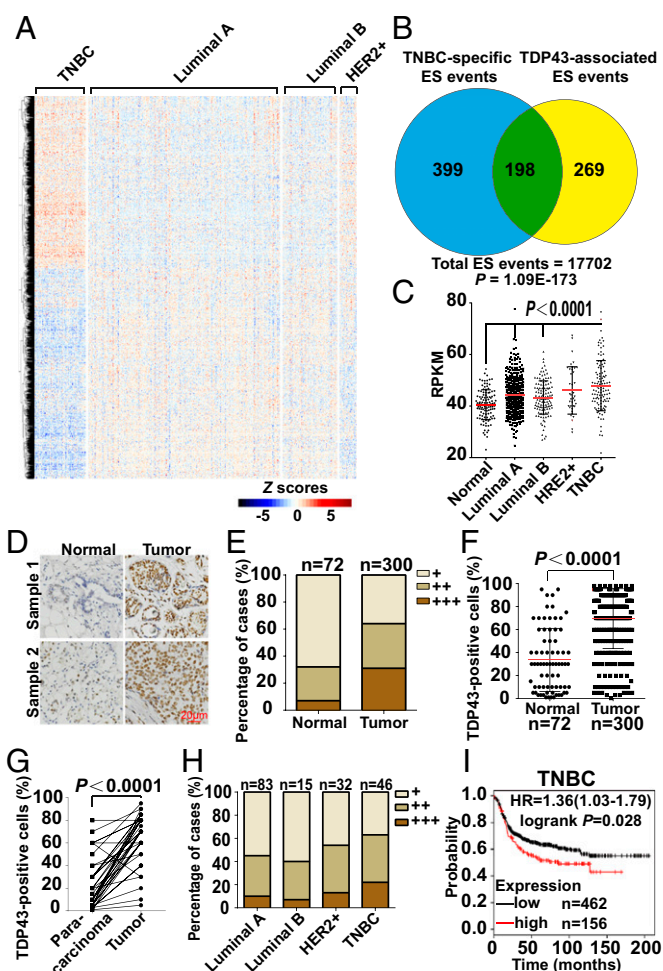 A
TNBC
Luminal A
Luminal B
HER2+
Z scores
-5 0 5
B
TNBC-specific TDP43-associated
ES events ES events
399 198 269
Total ES events = 17702
P = 1.09E-173
C
P<0.0001
RPKM
80
60
40
20
Normal
Luminal A
Luminal B
HRE2+
TNBC
D
Normal Tumor
Sample 1
Sample 2
20um
E
n=72 n=300
+
++
+++
Percentage of cases (%)
100
80
60
40
20
0
Normal Tumor
F
P<0.0001
TDP43-positive cells (%)
100
80
60
40
20
0
Normal Tumor
n=72 n=300
G
P<0.0001
TDP43-positive cells (%)
100
80
60
40
20
0
Para-
carcinoma
Tumor
H
n=83 n=15 n=32 n=46
+
++
+++
Percentage of cases (%)
100
80
60
40
20
0
Luminal A
Luminal B
HER2+
TNBC
I
TNBC
HR=1.36(1.03-1.79)
logrank P=0.028
Probability
1.0
0.8
0.6
0.4
0.2
0.0
Expression
low n=462
high n=156
0 50 100 150 200
Time (months)